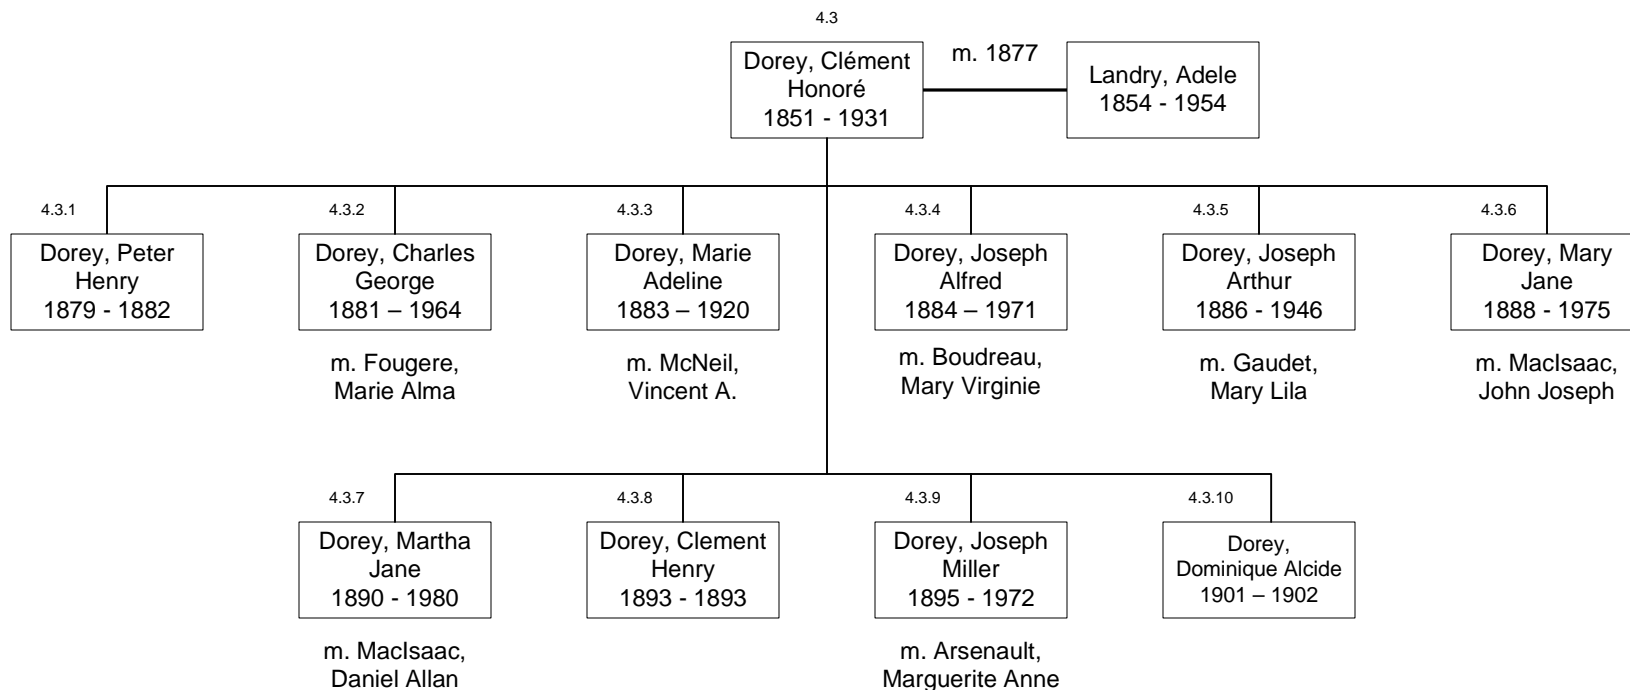 4.3
Dorey, Clément
Honoré
1851 - 1931
m. 1877
Landry, Adele
1854 - 1954
4.3.1
Dorey, Peter
Henry
1879 - 1882
4.3.2
Dorey, Charles
George
1881 – 1964
m. Fougere,
Marie Alma
4.3.3
Dorey, Marie
Adeline
1883 – 1920
m. McNeil,
Vincent A.
4.3.4
Dorey, Joseph
Alfred
1884 – 1971
m. Boudreau,
Mary Virginie
4.3.5
Dorey, Joseph
Arthur
1886 - 1946
m. Gaudet,
Mary Lila
4.3.6
Dorey, Mary
Jane
1888 - 1975
m. MacIsaac,
John Joseph
4.3.7
Dorey, Martha
Jane
1890 - 1980
m. MacIsaac,
Daniel Allan
4.3.8
Dorey, Clement
Henry
1893 - 1893
4.3.9
Dorey, Joseph
Miller
1895 - 1972
m. Arsenault,
Marguerite Anne
4.3.10
Dorey,
Dominique Alcide
1901 – 1902